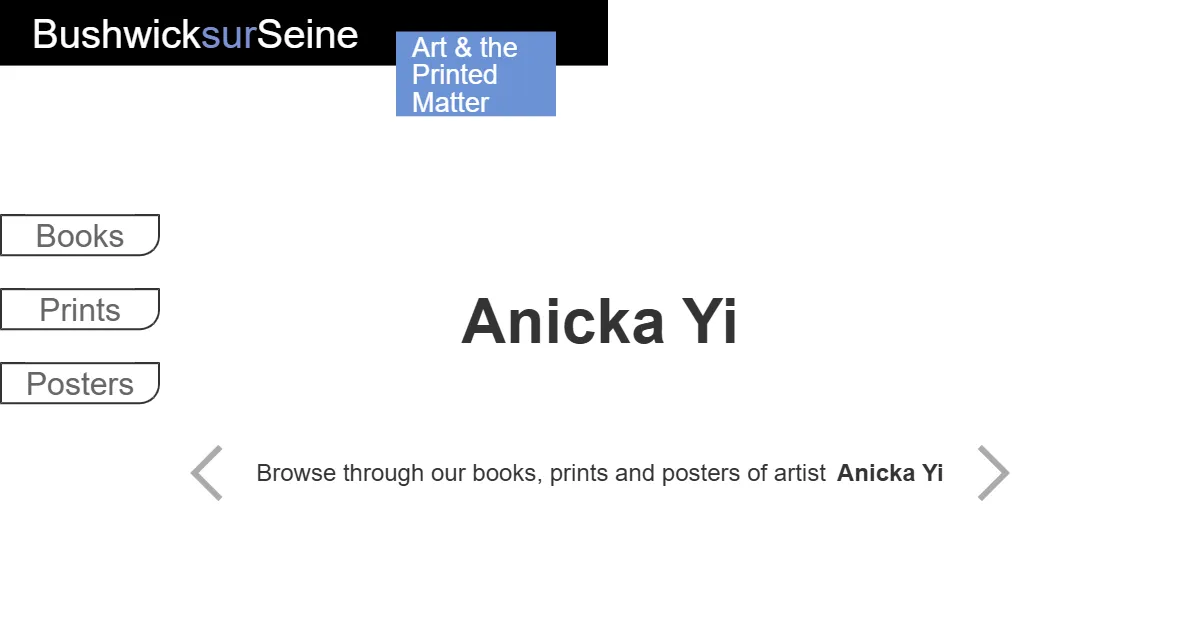 BushwicksurSeine
Art & the
Printed
Matter
Books
Prints
Posters
Anicka Yi
Browse through our books, prints and posters of artist Anicka Yi